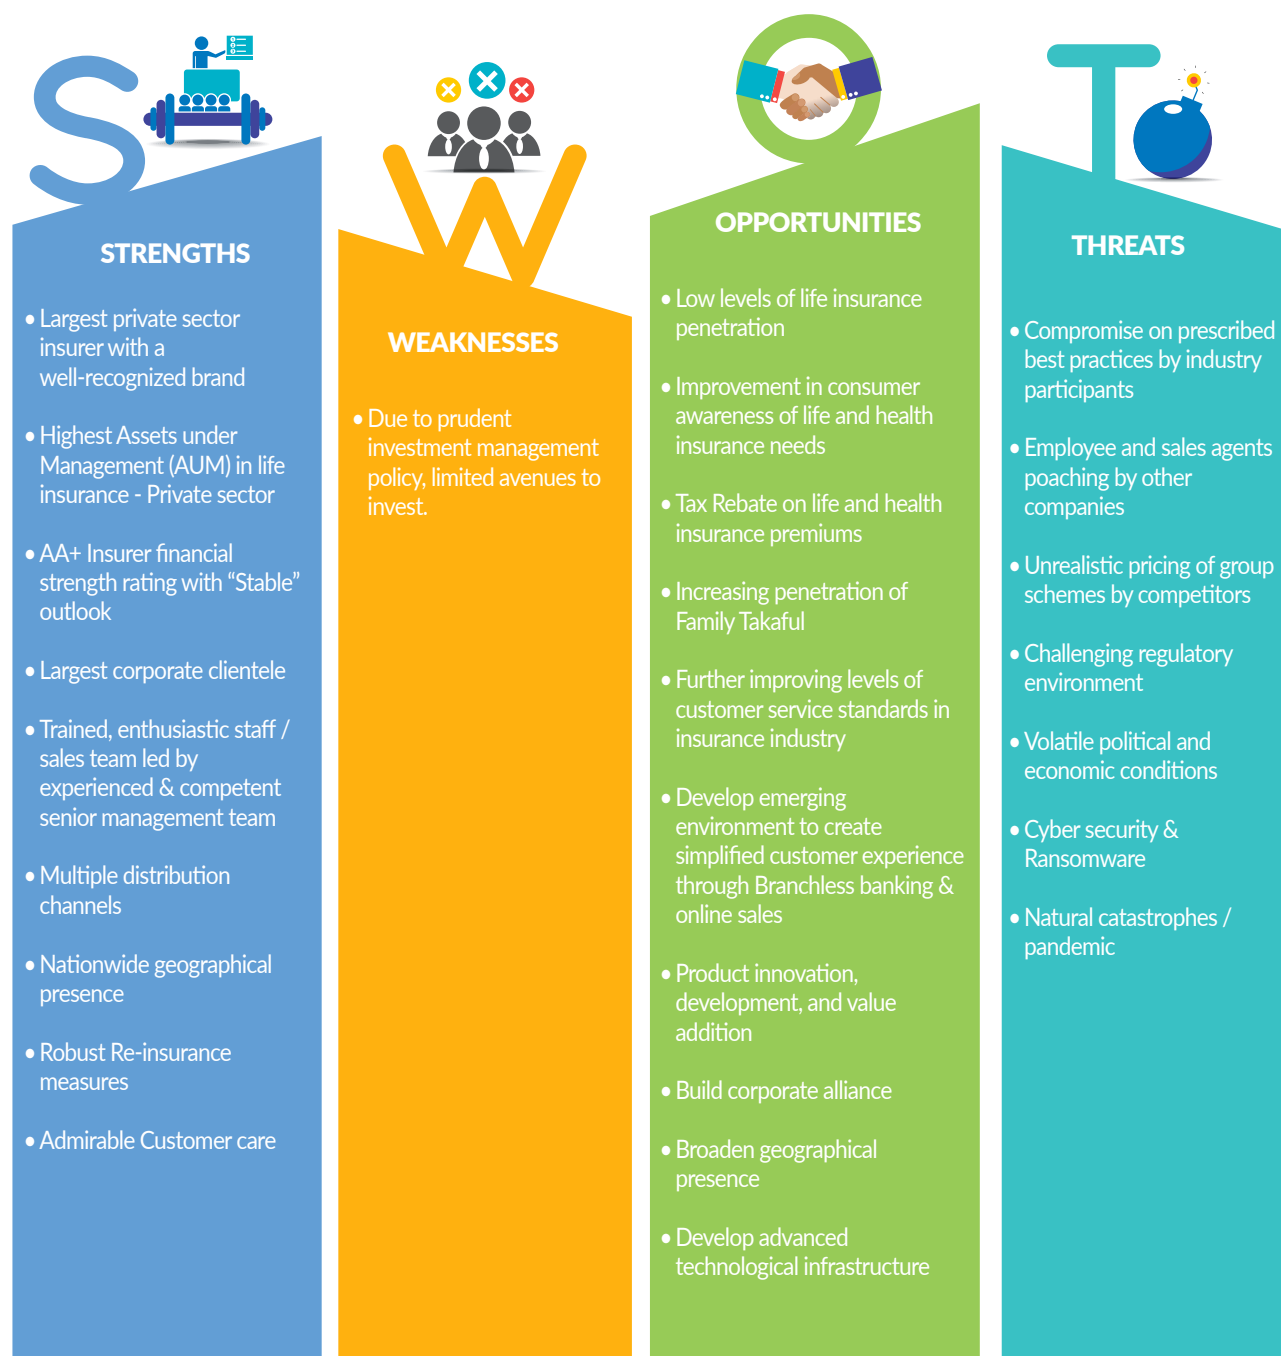 S
STRENGTHS
• Largest private sector
insurer with a
well-recognized brand
• Highest Assets under
Management (AUM) in life
insurance - Private sector
• AA+ Insurer financial
strength rating with “Stable”
outlook
• Largest corporate clientele
• Trained, enthusiastic staff /
sales team led by
experienced & competent
senior management team
• Multiple distribution
channels
• Nationwide geographical
presence
• Robust Re-insurance
measures
• Admirable Customer care
W
WEAKNESSES
• Due to prudent
investment management
policy, limited avenues to
invest.
O
OPPORTUNITIES
• Low levels of life insurance
penetration
• Improvement in consumer
awareness of life and health
insurance needs
• Tax Rebate on life and health
insurance premiums
• Increasing penetration of
Family Takaful
• Further improving levels of
customer service standards in
insurance industry
• Develop emerging
environment to create
simplified customer experience
through Branchless banking &
online sales
• Product innovation,
development, and value
addition
• Build corporate alliance
• Broaden geographical
presence
• Develop advanced
technological infrastructure
T
THREATS
• Compromise on prescribed
best practices by industry
participants
• Employee and sales agents
poaching by other
companies
• Unrealistic pricing of group
schemes by competitors
• Challenging regulatory
environment
• Volatile political and
economic conditions
• Cyber security &
Ransomware
• Natural catastrophes /
pandemic